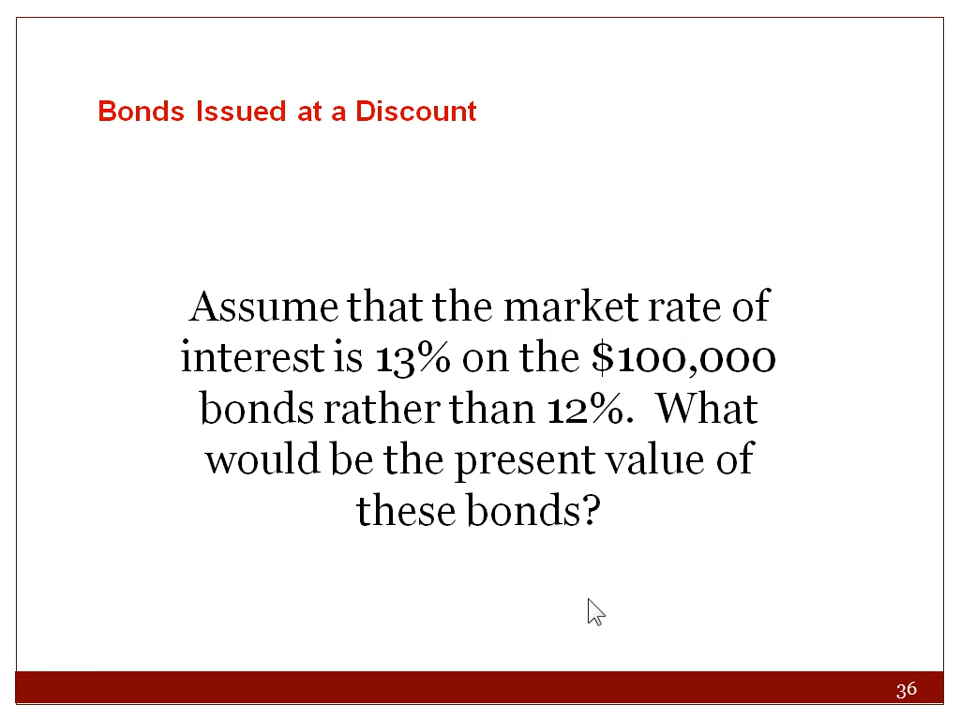 Bonds Issued at a Discount
Assume that the market rate of
interest is 13% on the $100,000
bonds rather than 12%.  What
would be the present value of
these bonds?
36